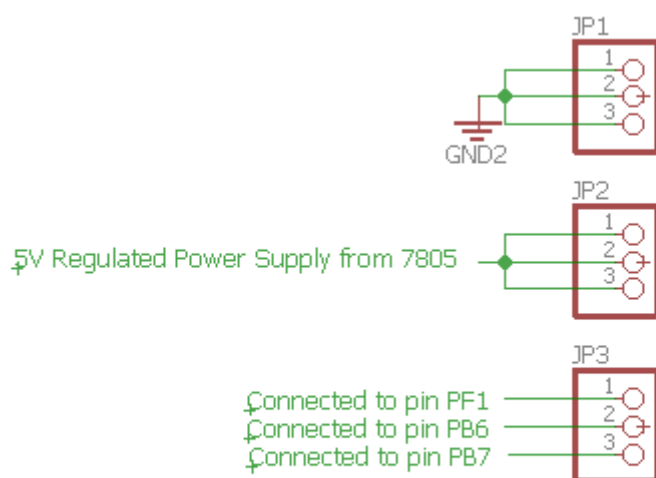 JP1
1
2
3
GND2
JP2
1
5V Regulated Power Supply from 7805
2
3
JP3
Connected to pin PF1
1
Connected to pin PB6
2
Connected to pin PB7
3